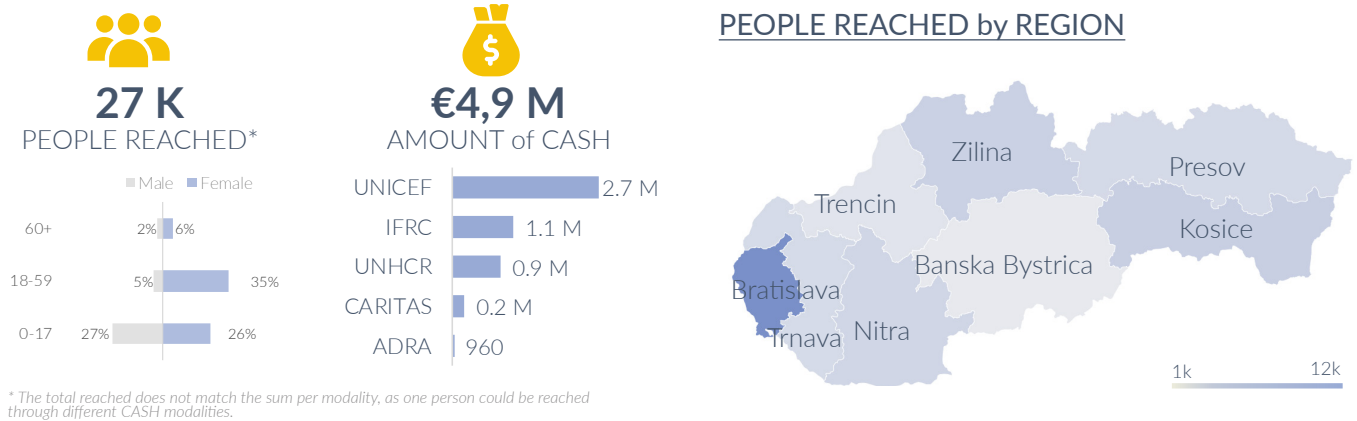 27 K
PEOPLE REACHED*
Male Female
60+ 2% 6%
18-59 5% 35%
0-17 27% 26%
$
€4,9 M
AMOUNT of CASH
UNICEF 2.7 M
IFRC 1.1 M
UNHCR 0.9 M
CARITAS 0.2 M
ADRA 960
* The total reached does not match the sum per modality, as one person could be reached
through different CASH modalities.
PEOPLE REACHED by REGION
Zilina
Presov
Trencin
Kosice
Banska Bystrica
Bratislava
Nitra
Trnava
1k 12k